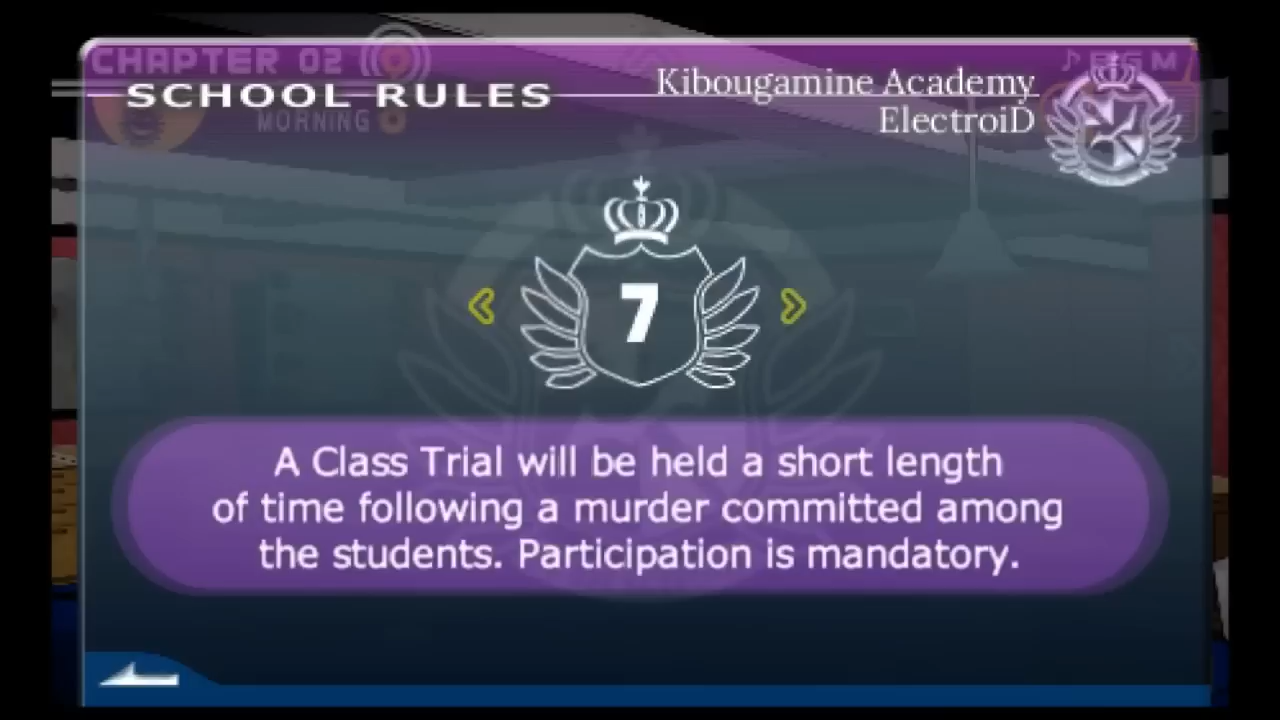 CHAPTER 02
♪ BGM
SCHOOL RULES
Kibougamine Academy
ElectroiD
MORNING
7
A Class Trial will be held a short length
of time following a murder committed among
the students. Participation is mandatory.